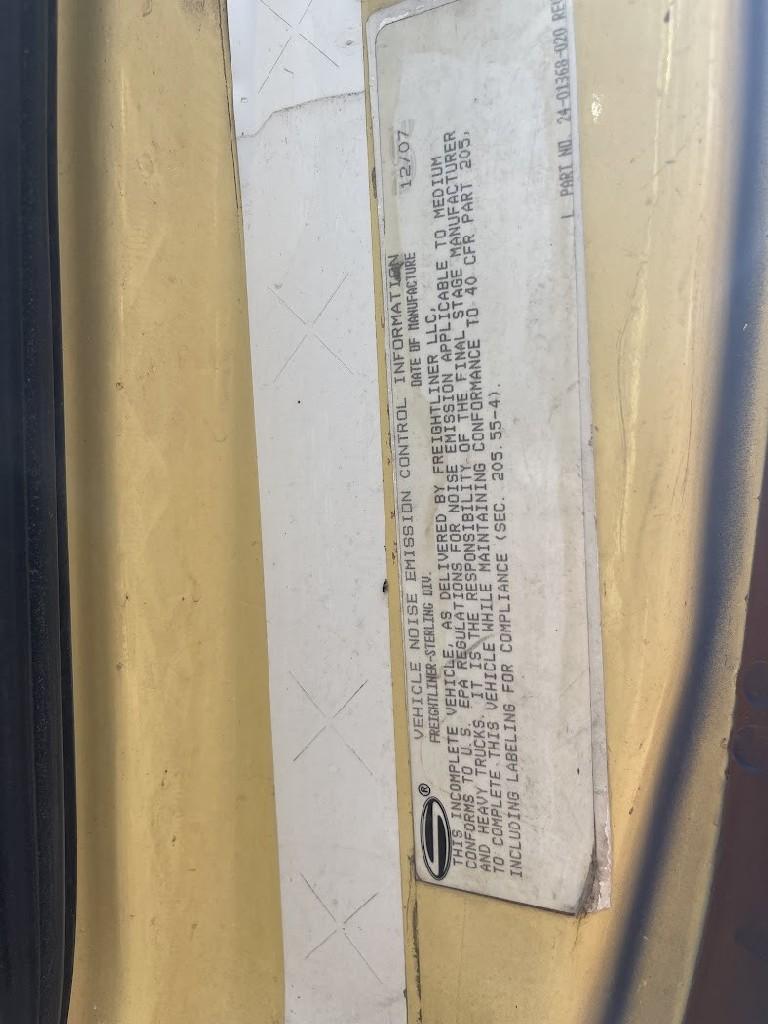 VEHICLE NOISE EMISSION CONTROL INFORMATION
FREIGHTLINER-STERLING DIV. DATE OF MANUFACTURE 12/07
THIS INCOMPLETE VEHICLE, AS DELIVERED BY FREIGHTLINER LLC,
CONFORMS TO U.S. EPA REGULATIONS FOR NOISE EMISSION APPLICABLE TO MEDIUM
AND HEAVY TRUCKS. IT IS THE RESPONSIBILITY OF THE FINAL STAGE MANUFACTURER
TO COMPLETE THIS VEHICLE WHILE MAINTAINING CONFORMANCE TO 40 CFR PART 205,
INCLUDING LABELING FOR COMPLIANCE (SEC. 205.55-4).
L PART NO. 24-01368-020 REV
®